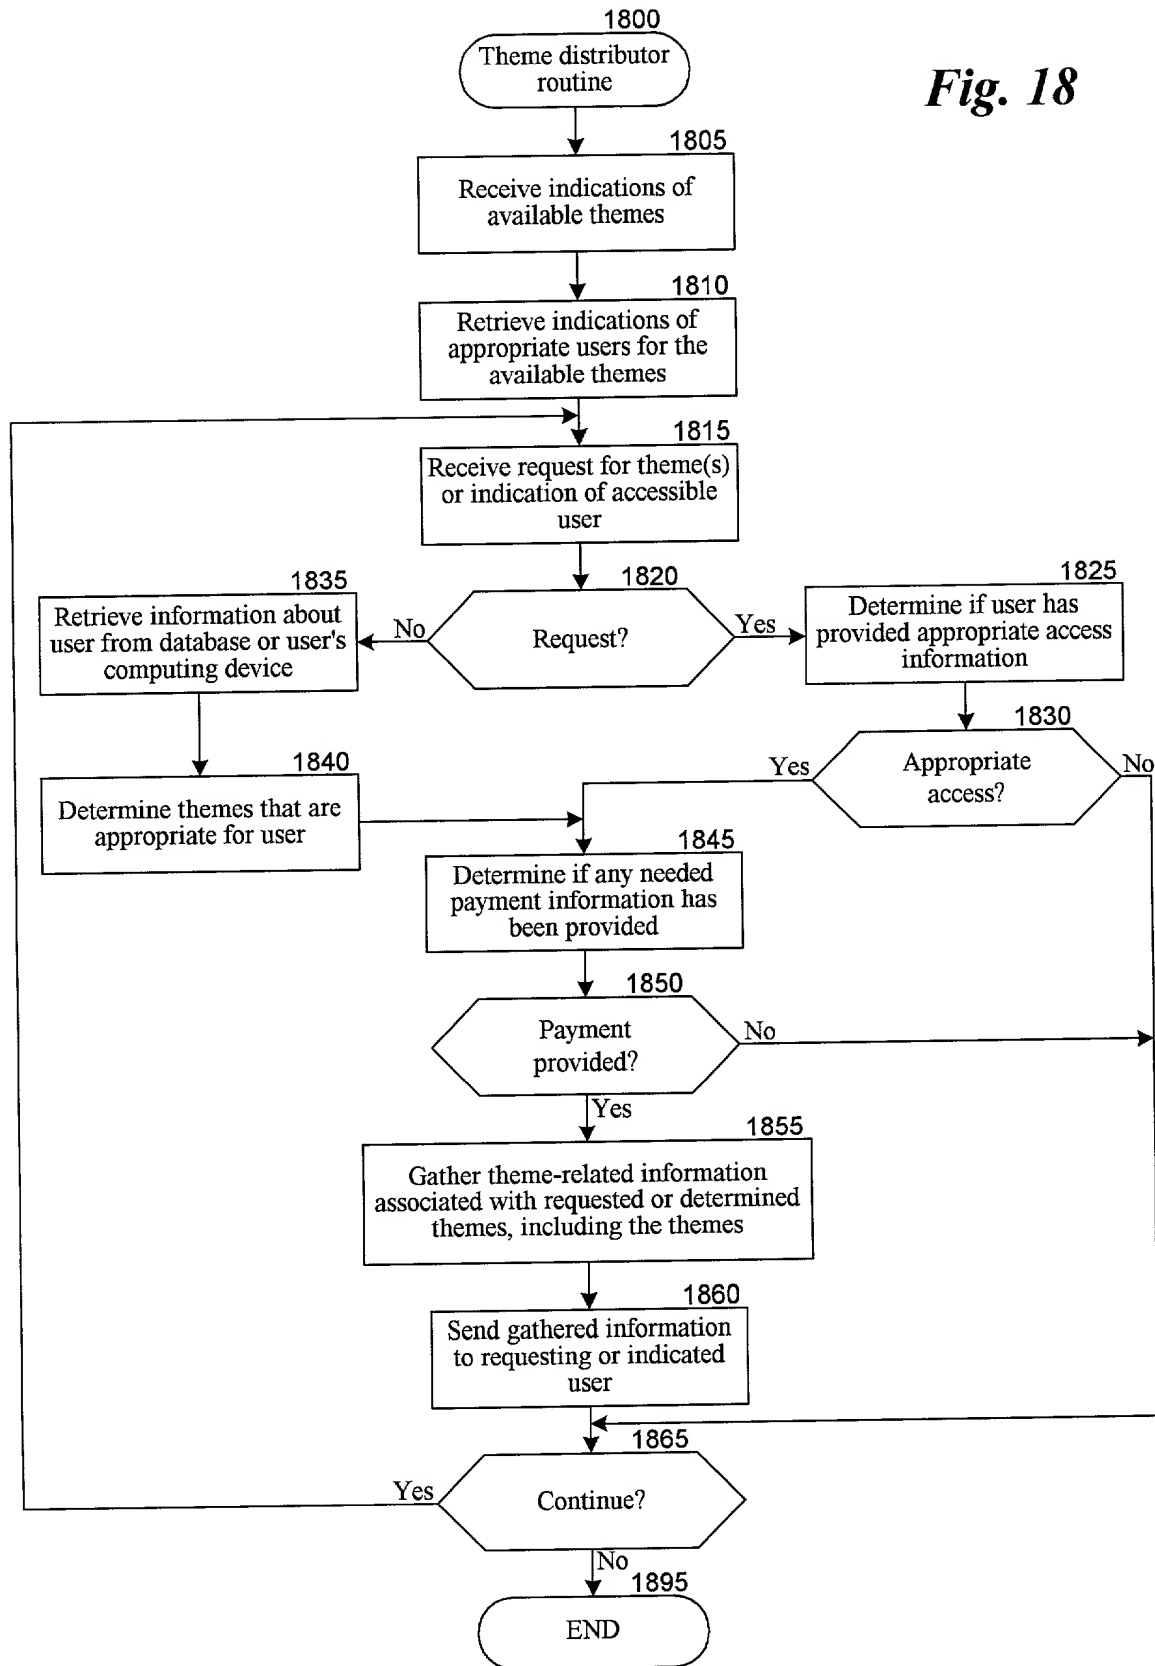 1800
Theme distributor
routine
Fig. 18
1805
Receive indications of
available themes
1810
Retrieve indications of
appropriate users for the
available themes
1815
Receive request for theme(s)
or indication of accessible
user
1820
Request?
No
Yes
1835
Retrieve information about
user from database or user's
computing device
1825
Determine if user has
provided appropriate access
information
1830
Appropriate
access?
Yes
No
1840
Determine themes that are
appropriate for user
1845
Determine if any needed
payment information has
been provided
1850
Payment
provided?
No
Yes
1855
Gather theme-related information
associated with requested or determined
themes, including the themes
1860
Send gathered information
to requesting or indicated
user
1865
Continue?
Yes
No
1895
END